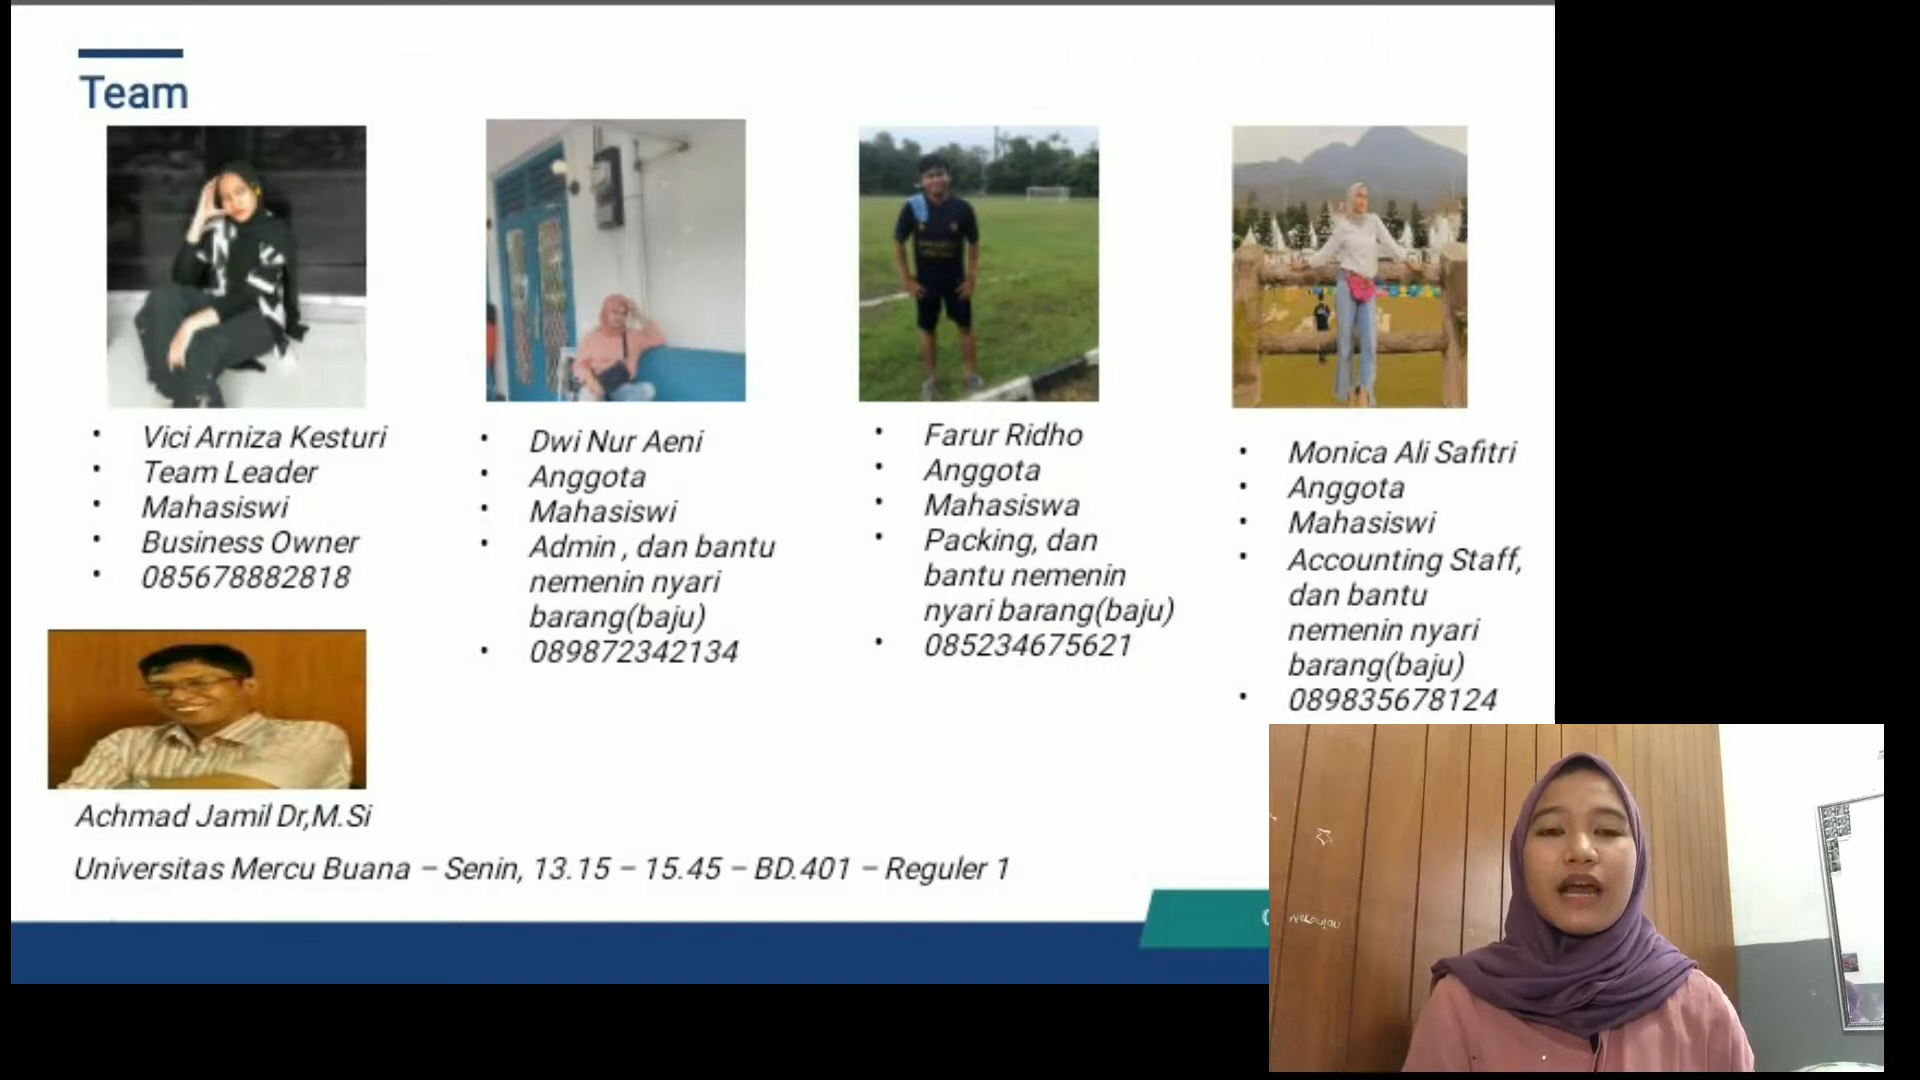 Team
Vici Arniza Kesturi
Team Leader
Mahasiswi
Business Owner
085678882818
Dwi Nur Aeni
Anggota
Mahasiswi
Admin , dan bantu
nemenin nyari
barang(baju)
089872342134
Farur Ridho
Anggota
Mahasiswa
Packing, dan
bantu nemenin
nyari barang(baju)
085234675621
Monica Ali Safitri
Anggota
Mahasiswi
Accounting Staff,
dan bantu
nemenin nyari
barang(baju)
089835678124
Achmad Jamil Dr,M.Si
Universitas Mercu Buana – Senin, 13.15 – 15.45 – BD.401 – Reguler 1